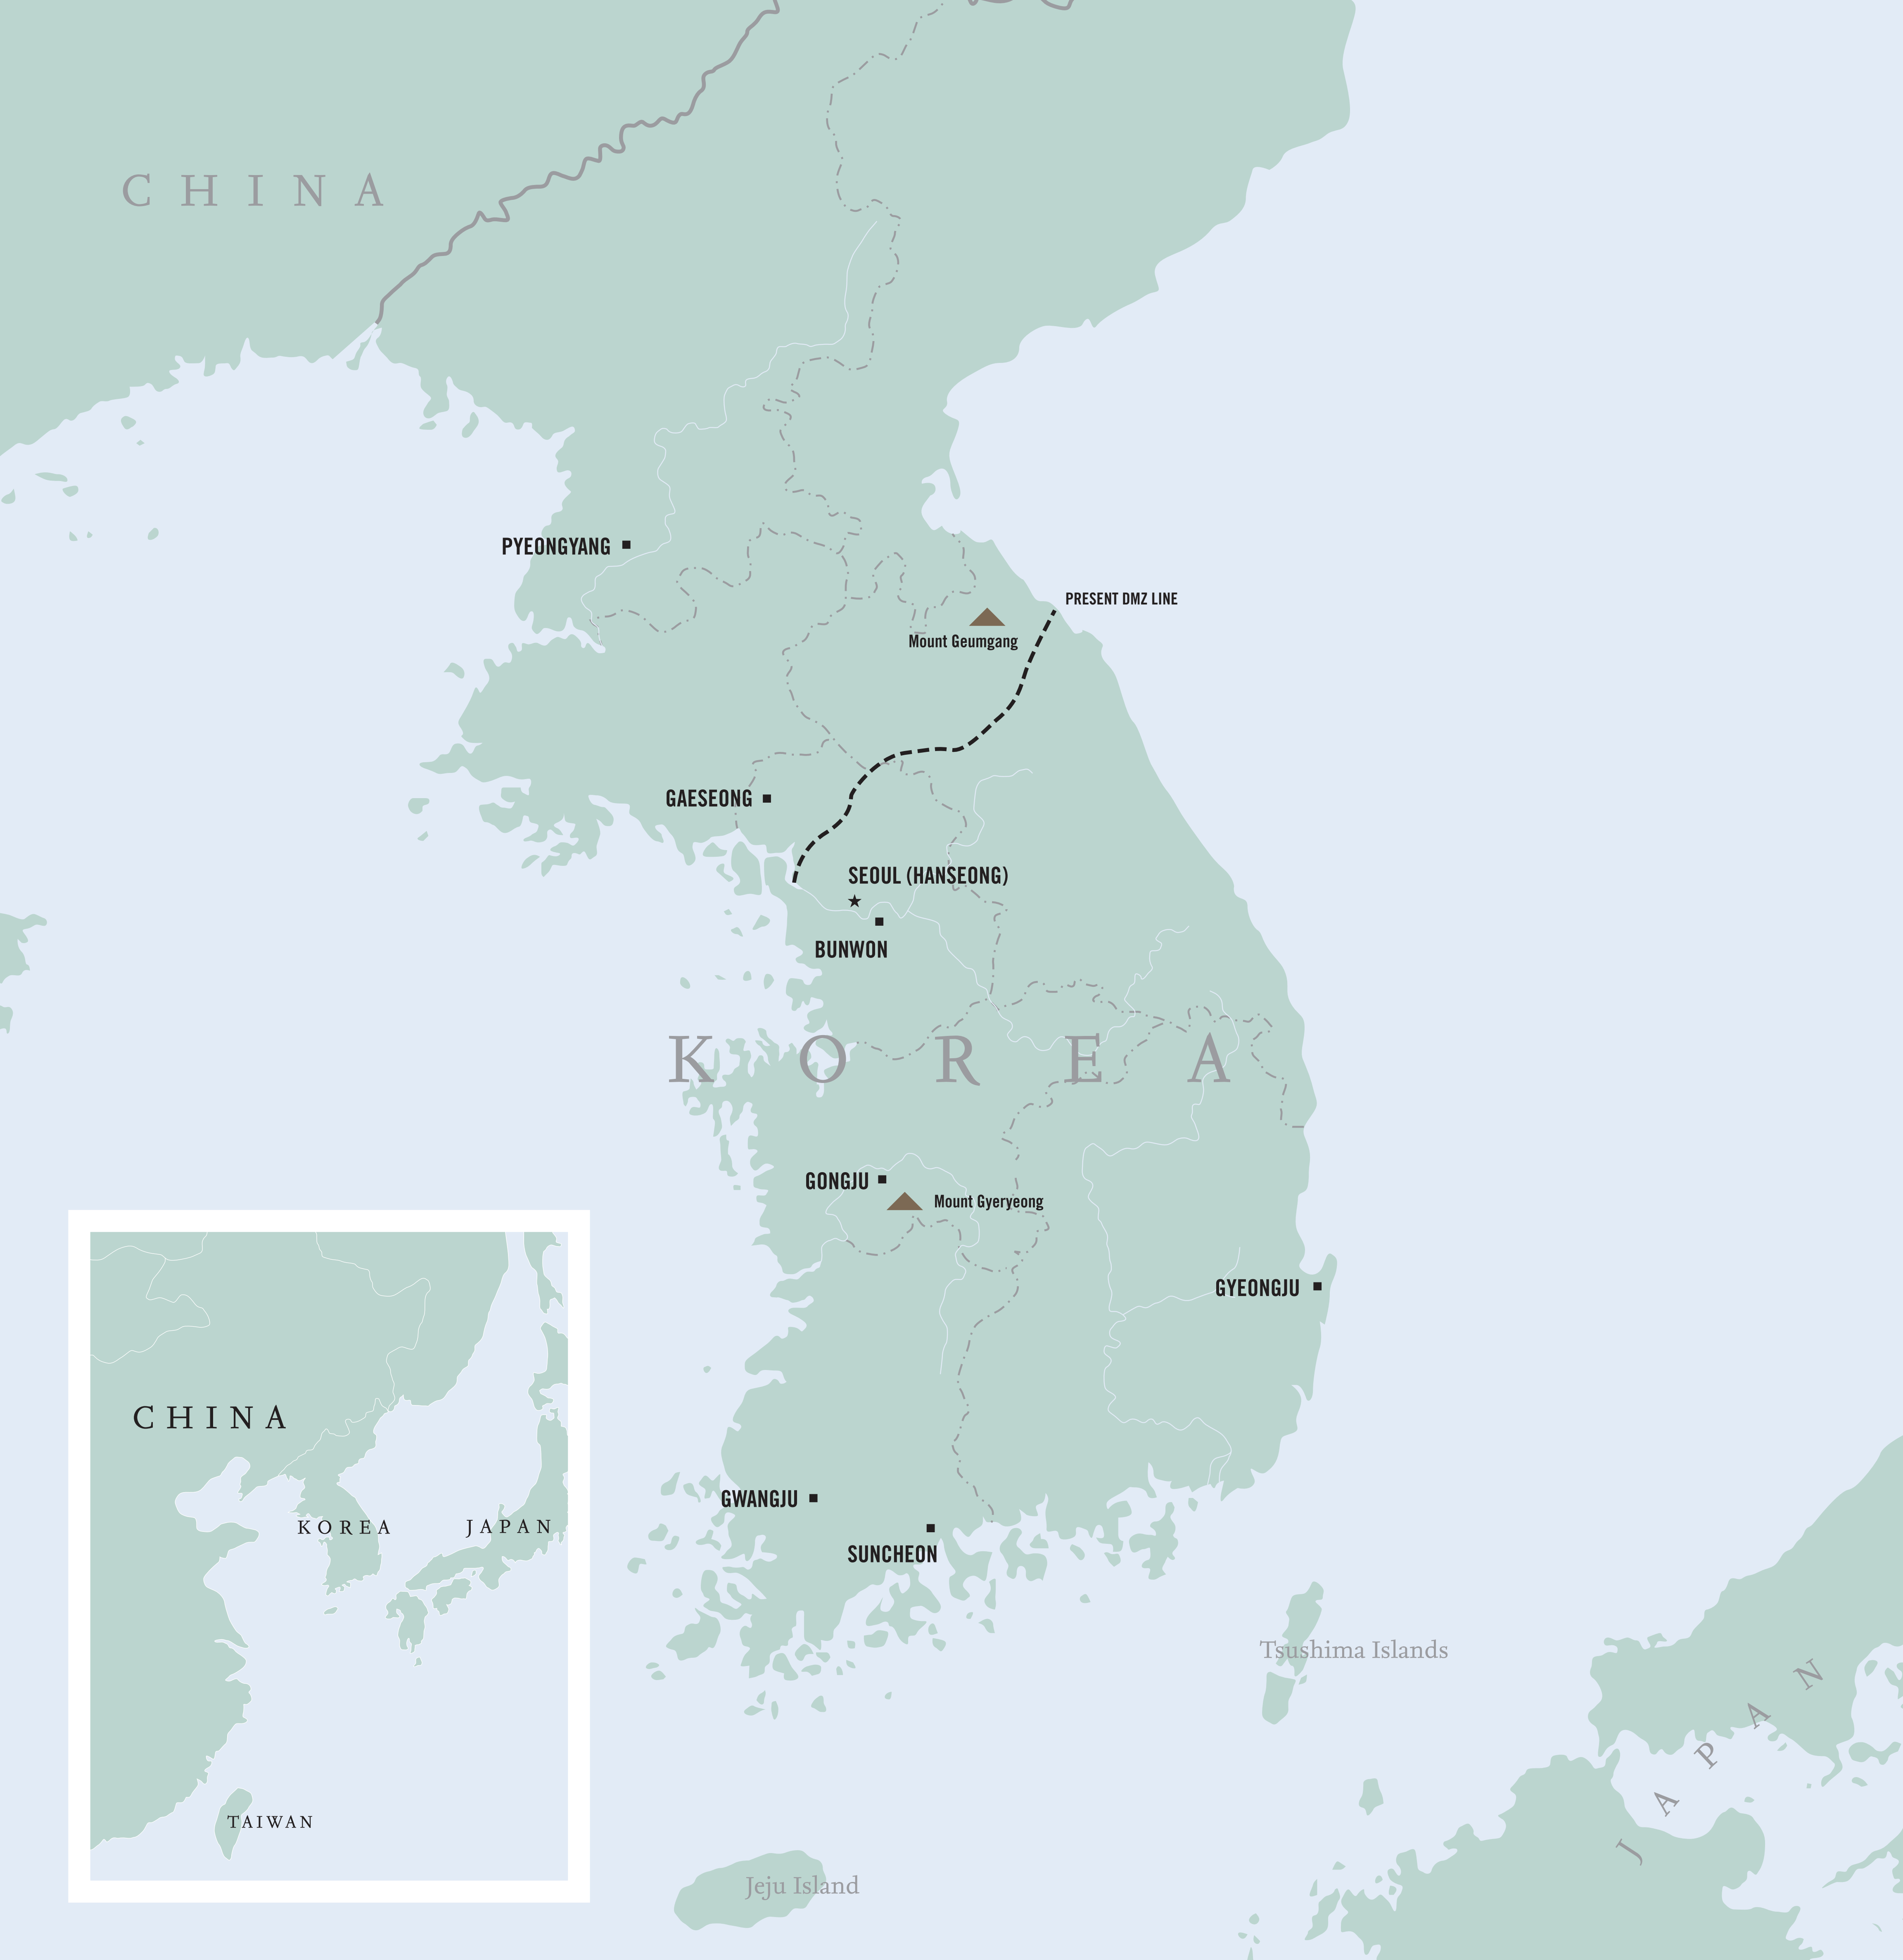 CHINA
PYEONGYANG
PRESENT DMZ LINE
Mount Geumgang
GAESEONG
SEOUL (HANSEONG)
BUNWON
KOREA
GONGJU
Mount Gyeryeong
GYEONGJU
GWANGJU
SUNCHEON
Tsushima Islands
JAPAN
Jeju Island
CHINA
KOREA
JAPAN
TAIWAN